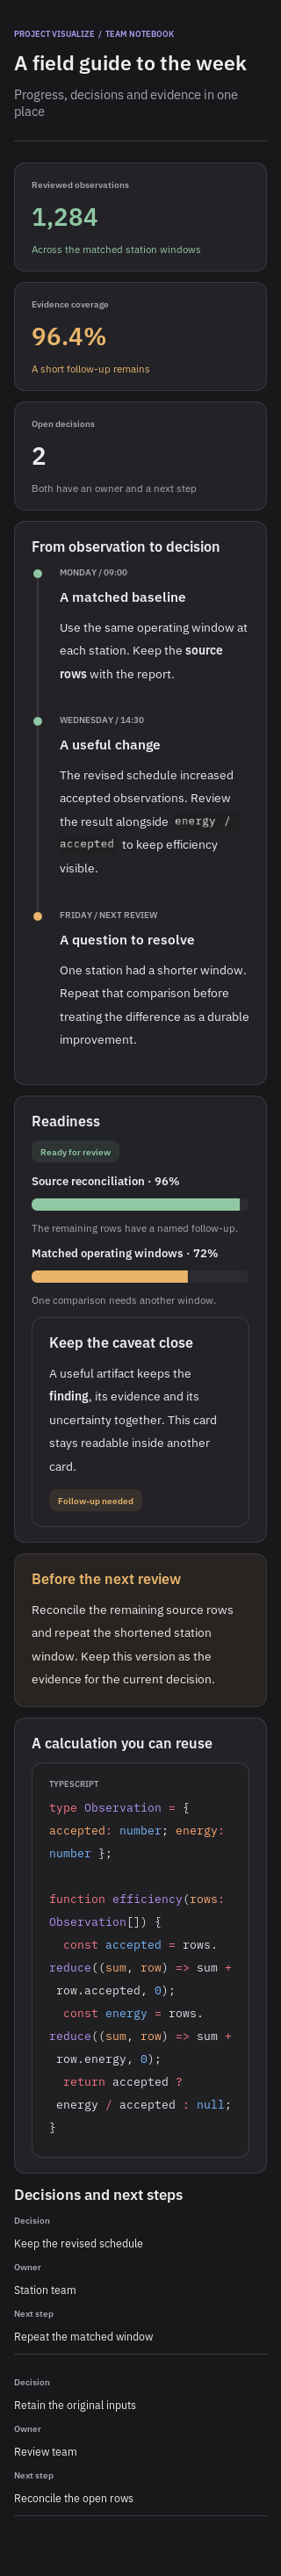 PROJECT VISUALIZE / TEAM NOTEBOOK
A field guide to the week
Progress, decisions and evidence in one
place
Reviewed observations
1,284
Across the matched station windows
Evidence coverage
96.4%
A short follow-up remains
Open decisions
2
Both have an owner and a next step
From observation to decision
MONDAY / 09:00
A matched baseline
Use the same operating window at
each station. Keep the source
rows with the report.
WEDNESDAY / 14:30
A useful change
The revised schedule increased
accepted observations. Review
the result alongside energy /
accepted to keep efficiency
visible.
FRIDAY / NEXT REVIEW
A question to resolve
One station had a shorter window.
Repeat that comparison before
treating the difference as a durable
improvement.
Readiness
Ready for review
Source reconciliation · 96%
The remaining rows have a named follow-up.
Matched operating windows · 72%
One comparison needs another window.
Keep the caveat close
A useful artifact keeps the
finding, its evidence and its
uncertainty together. This card
stays readable inside another
card.
Follow-up needed
Before the next review
Reconcile the remaining source rows
and repeat the shortened station
window. Keep this version as the
evidence for the current decision.
A calculation you can reuse
TYPESCRIPT
type Observation = {
accepted: number; energy:
number };
function efficiency(rows:
Observation[]) {
const accepted = rows.
reduce((sum, row) => sum +
row.accepted, 0);
const energy = rows.
reduce((sum, row) => sum +
row.energy, 0);
return accepted ?
energy / accepted : null;
}
Decisions and next steps
Decision
Keep the revised schedule
Owner
Station team
Next step
Repeat the matched window
Decision
Retain the original inputs
Owner
Review team
Next step
Reconcile the open rows